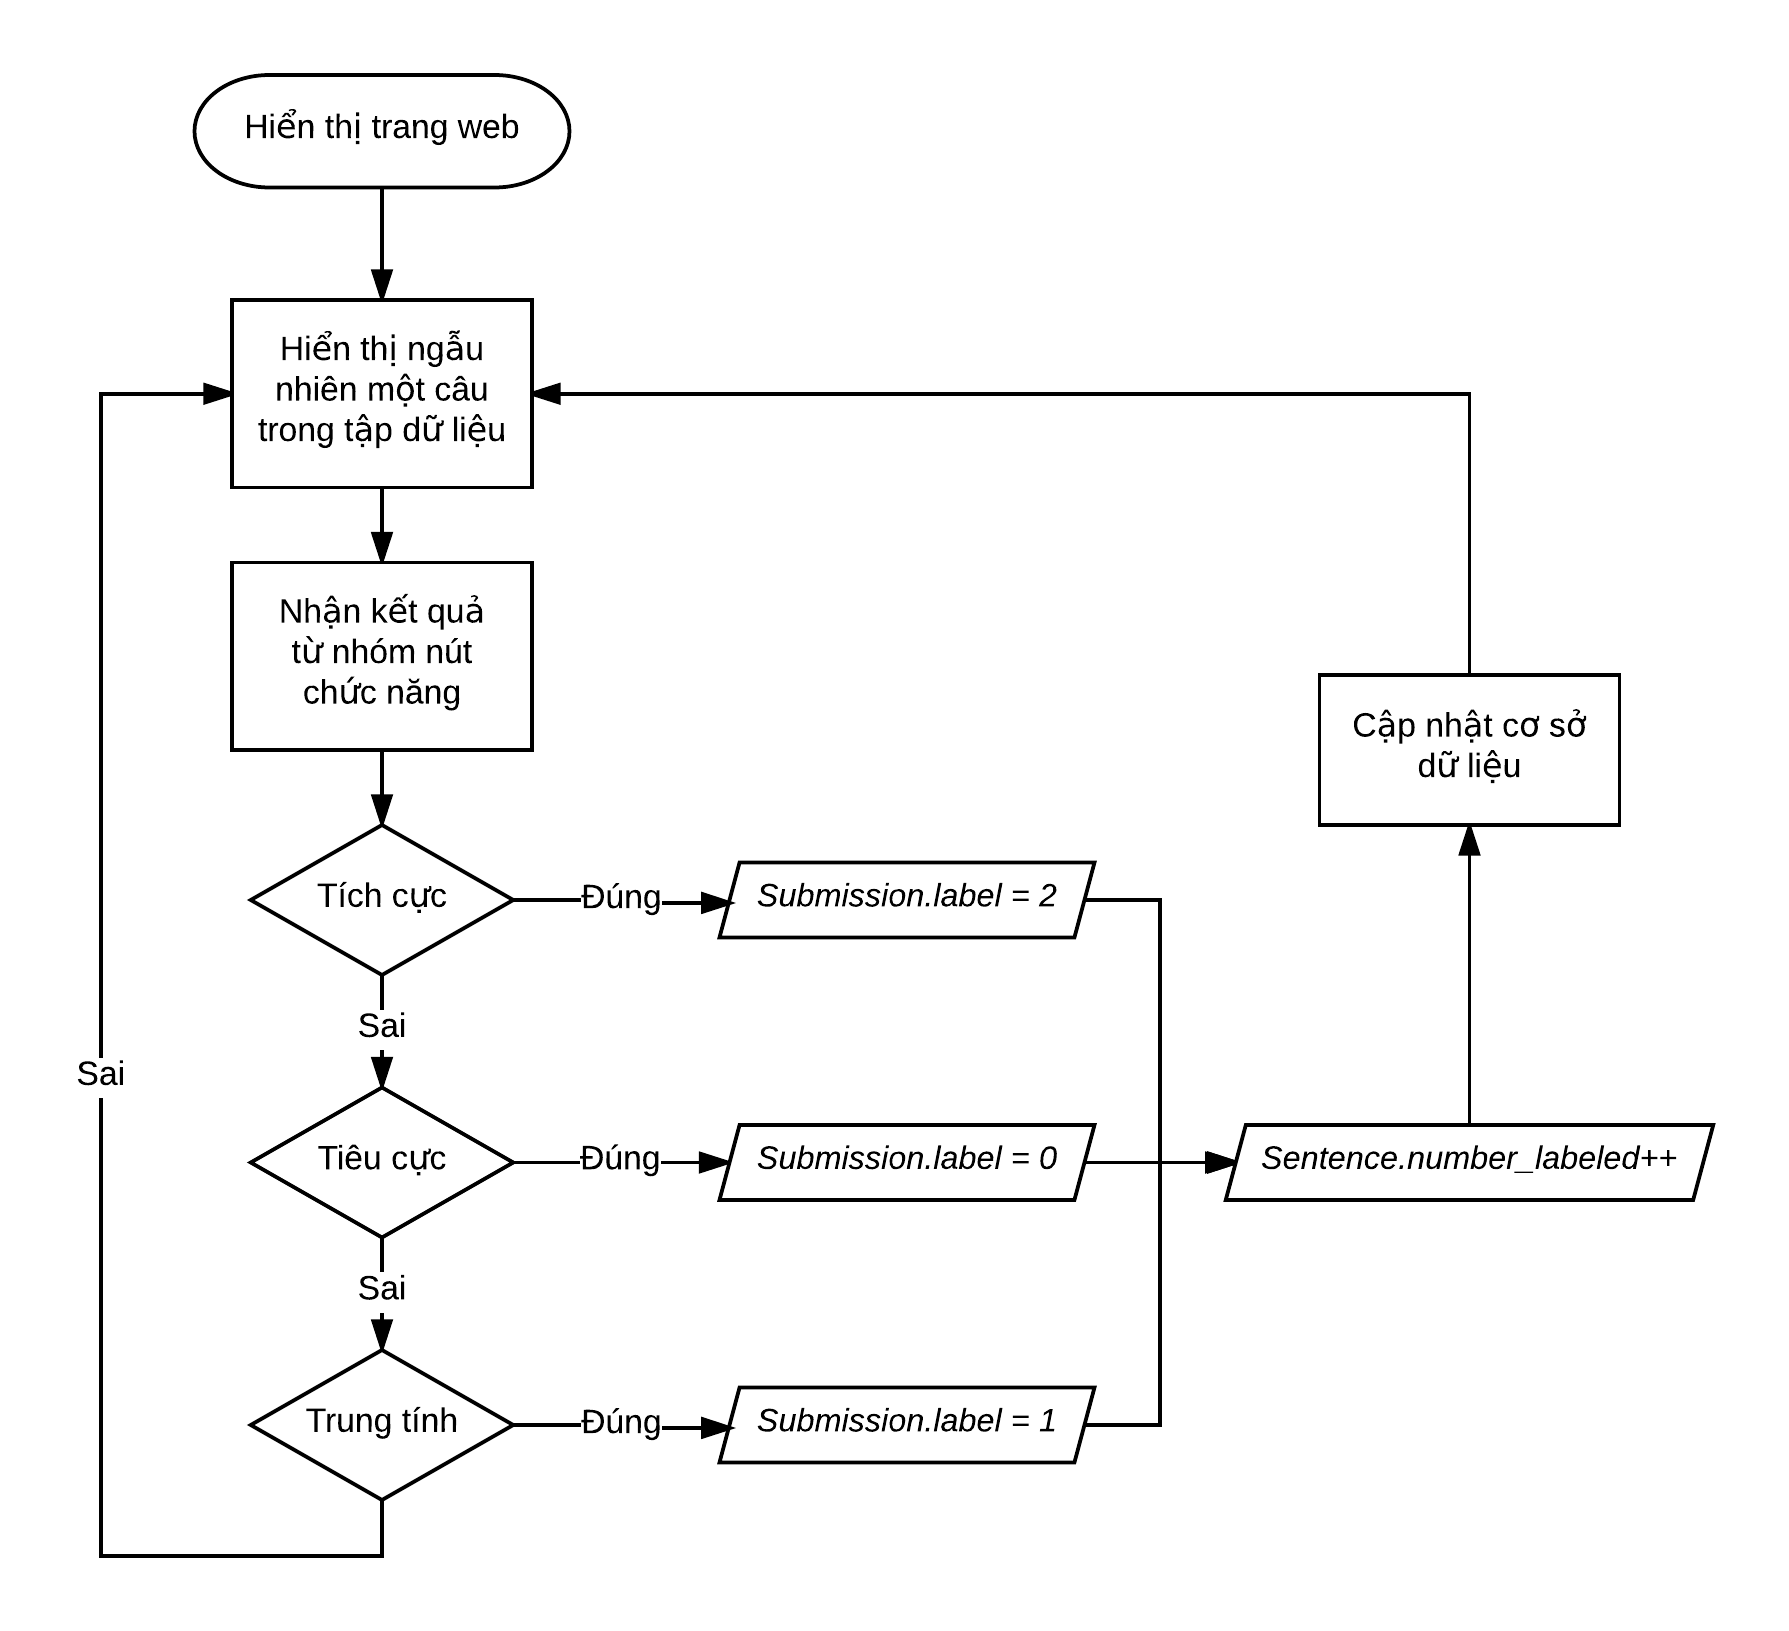 Hiển thị trang web
Hiển thị ngẫu
nhiên một câu
trong tập dữ liệu
Nhận kết quả
từ nhóm nút
chức năng
Cập nhật cơ sở
dữ liệu
Tích cực
Đúng
Submission.label = 2
Sai
Sai
Tiêu cực
Đúng
Submission.label = 0
Sentence.number_labeled++
Sai
Trung tính
Đúng
Submission.label = 1